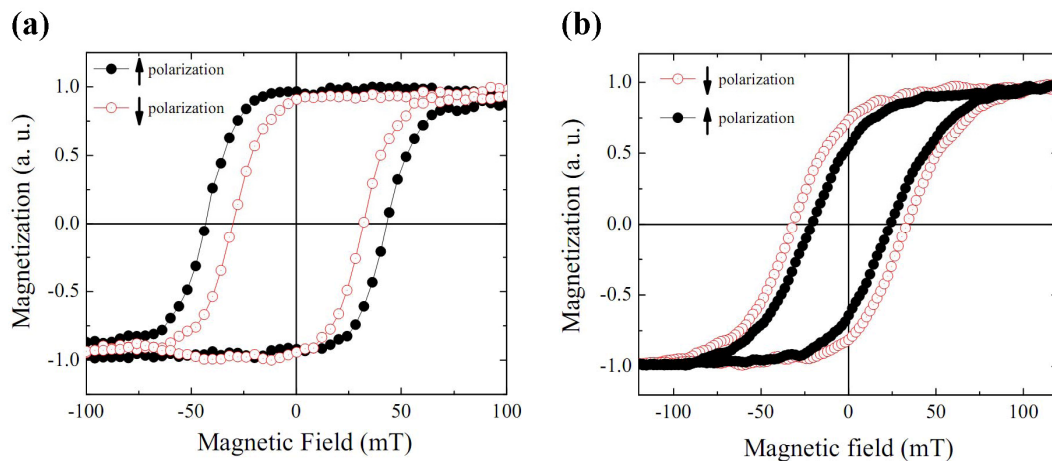 (a)
↑ polarization
↓ polarization
1.0
0.5
0.0
-0.5
-1.0
Magnetization (a. u.)
-100 -50 0 50 100
Magnetic Field (mT)
(b)
↓ polarization
↑ polarization
1.0
0.5
0.0
-0.5
-1.0
Magnetization (a. u.)
-100 -50 0 50 100
Magnetic field (mT)